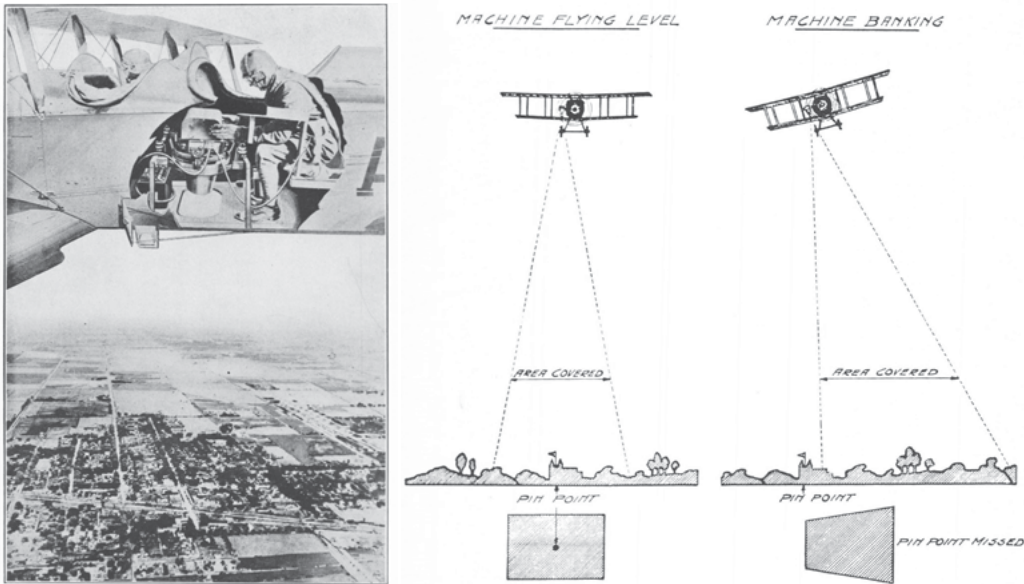 MACHINE FLYING LEVEL
MACHINE BANKING
AREA COVERED
AREA COVERED
PIN POINT
PIN POINT
PIN POINT MISSED